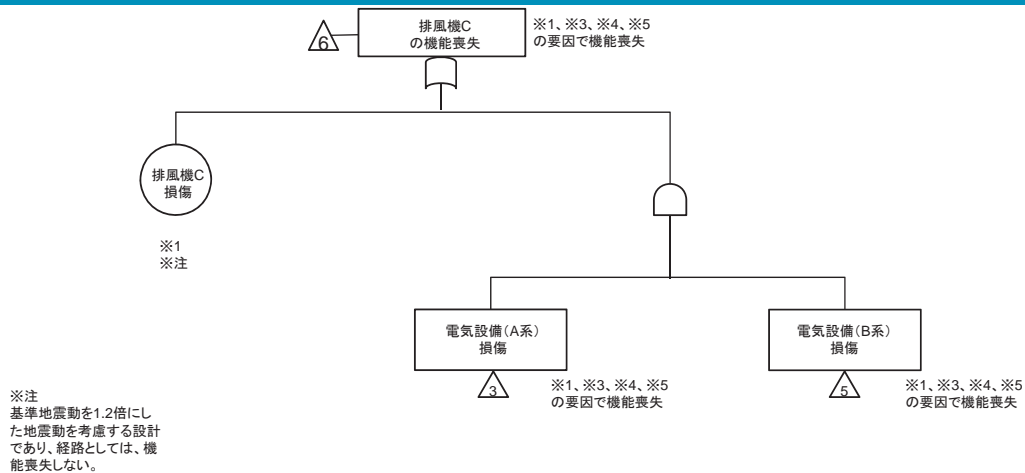 排風機C
の機能喪失
6
※1、※3、※4、※5
の要因で機能喪失
排風機C
損傷
※1
※注
電気設備(A系)
損傷
3
※1、※3、※4、※5
の要因で機能喪失
電気設備(B系)
損傷
5
※1、※3、※4、※5
の要因で機能喪失
※注
基準地震動を1.2倍にし
た地震動を考慮する設計
であり、経路としては、機
能喪失しない。